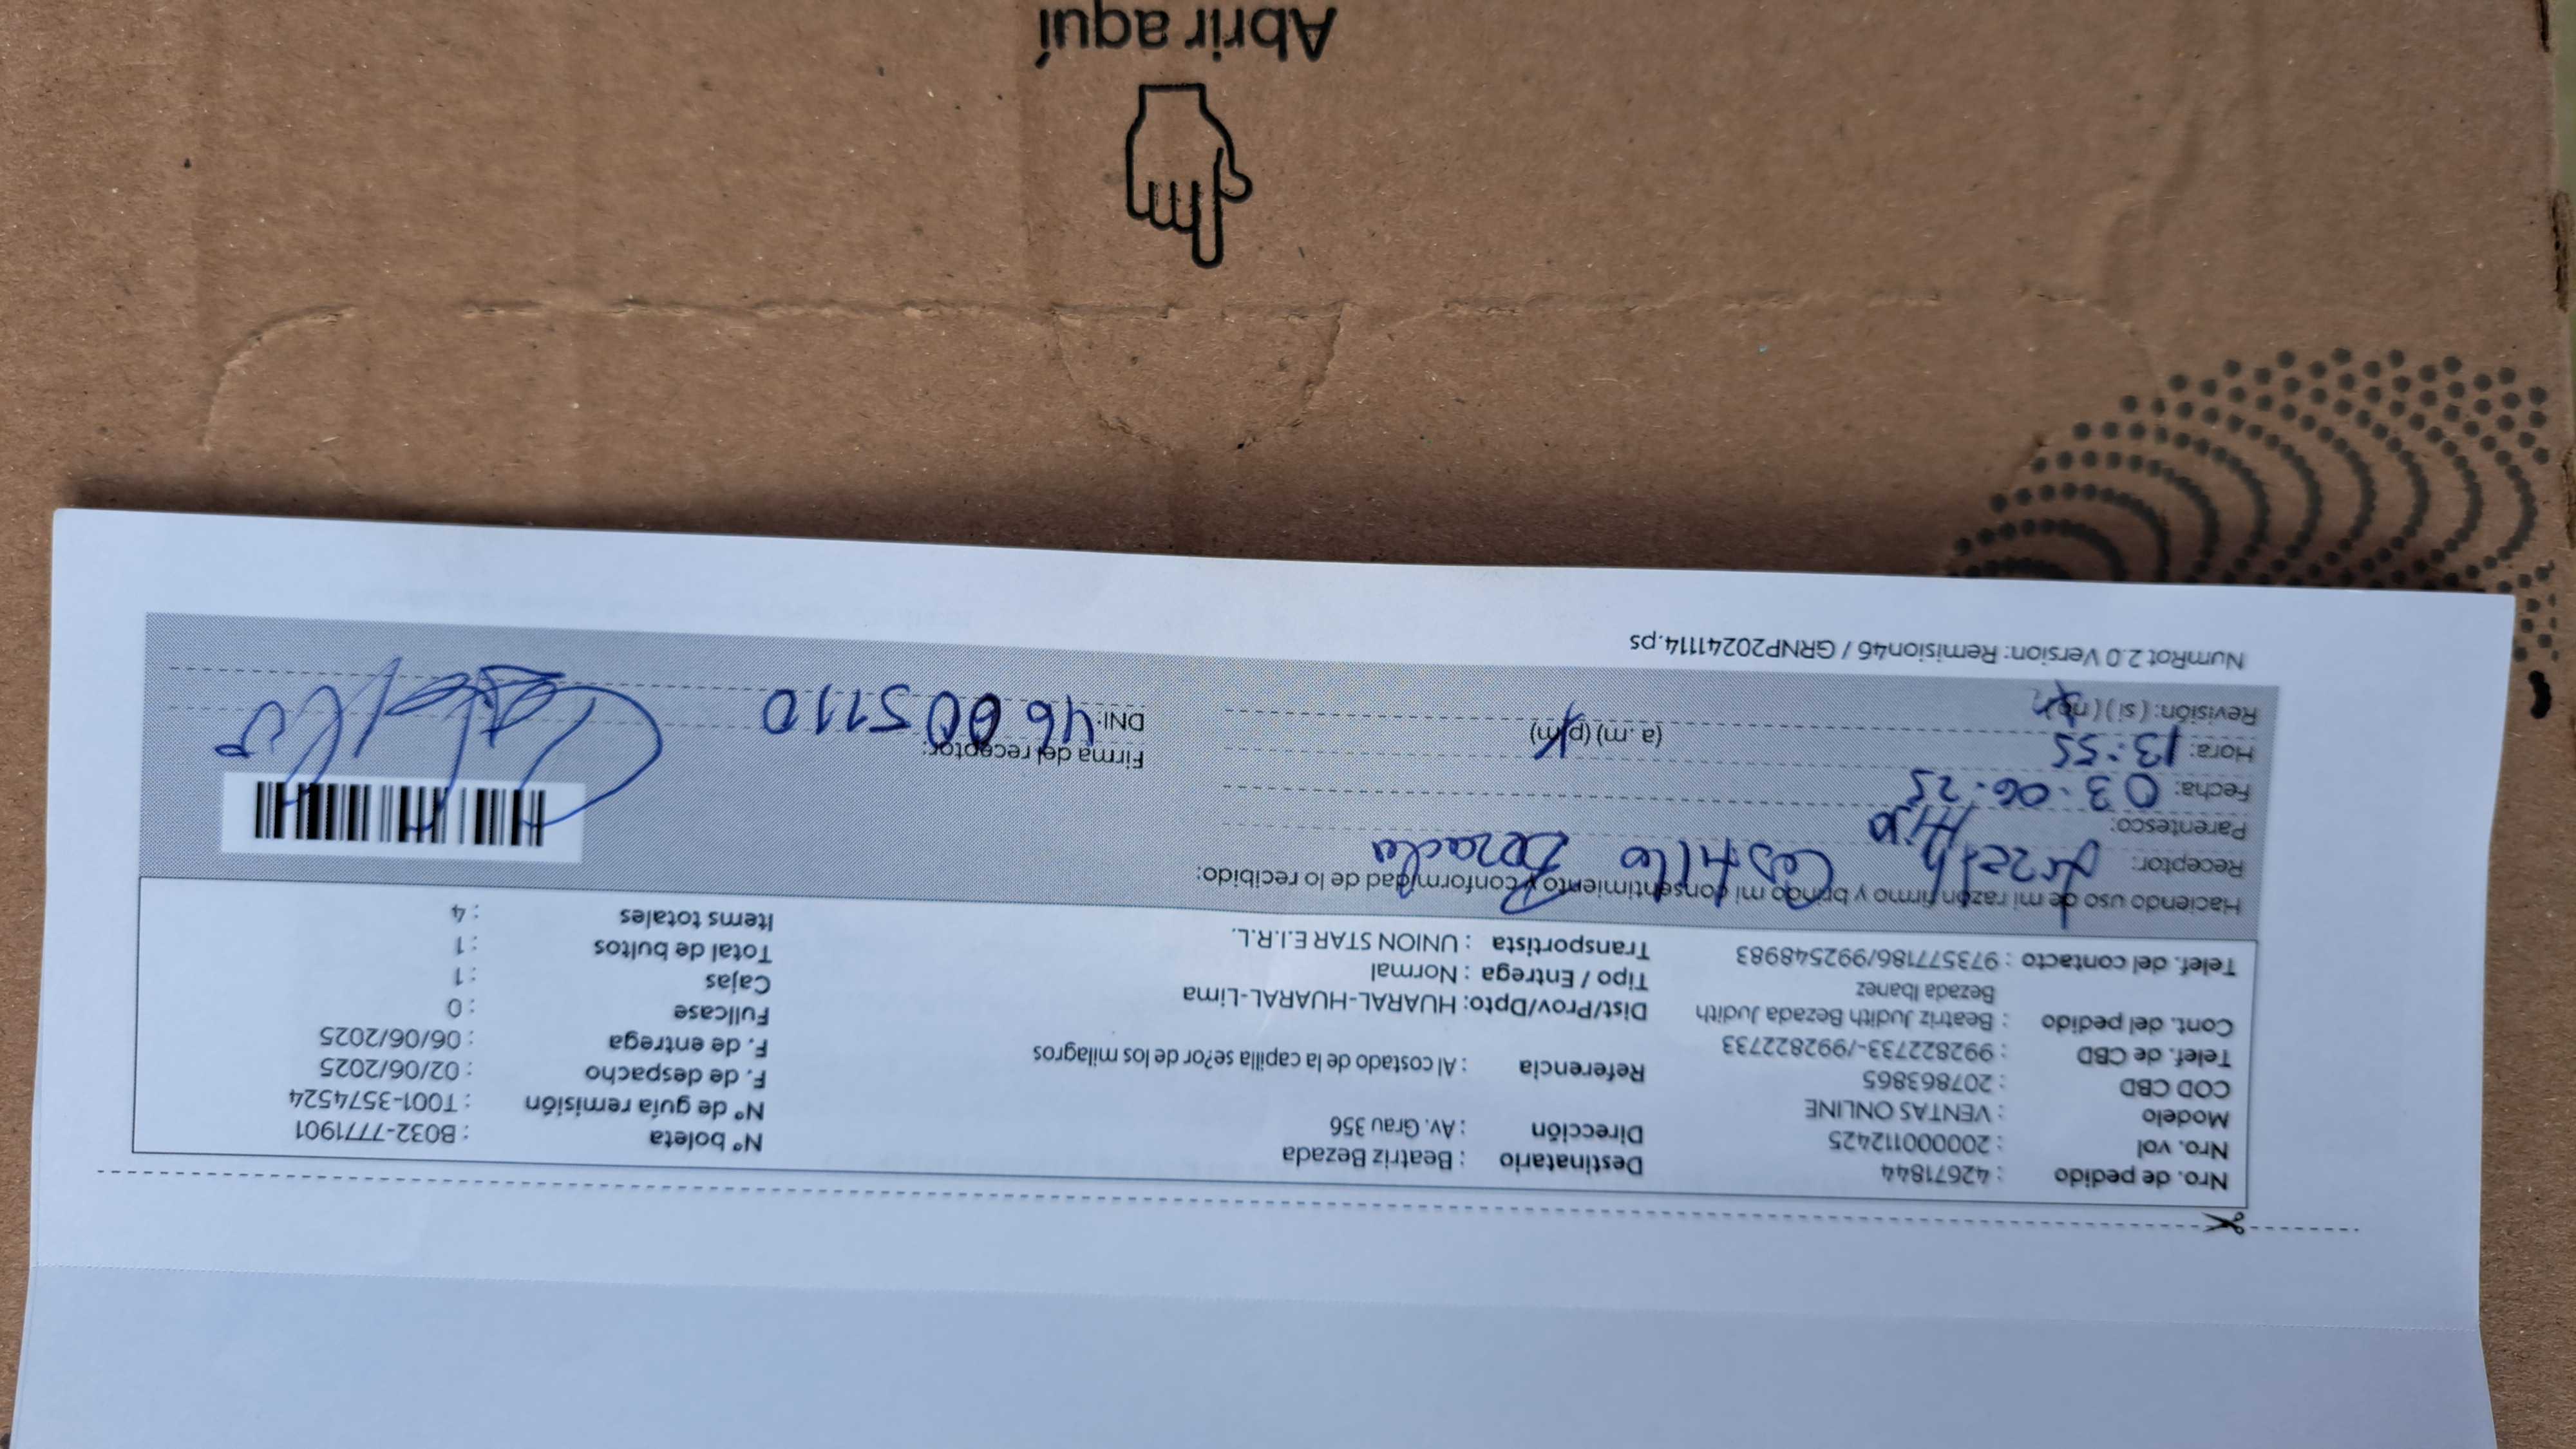 Nro. de pedido : 42671844
Nro. vol : 200000112425
Modelo : VENTAS ONLINE
COD CBD : 207863865
Telef. de CBD : 992822733-/992822733
Cont. del pedido : Beatriz Judith Bezada Judith
Bezada Ibanez
Telef. del contacto : 973577186/992548983
Destinatario : Beatriz Bezada
Dirección : Av. Grau 356
Referencia : Al costado de la capilla se?or de los milagros
Dist/Prov/Dpto: HUARAL-HUARAL-Lima
Tipo / Entrega : Normal
Transportista : UNION STAR E.I.R.L.
N° boleta : B032-7771901
N° de guía remisión : T001-3574524
F. de despacho : 02/06/2025
F. de entrega : 06/06/2025
Fullcase : 0
Cajas : 1
Total de bultos : 1
Items totales : 4
Haciendo uso de mi razón firmo y brindo mi consentimiento y conformidad de lo recibido:
Receptor: Castillo Bezada
Parentesco: Hijo
Fecha: 03.06.25
Hora: 13:55 (a.m) (p.m)
Revisión: (si) (no)
Firma del receptor:
DNI: 46005110
NumRot 2.0 Version: Remision46 / GRNP20241114.ps
Abrir aquí